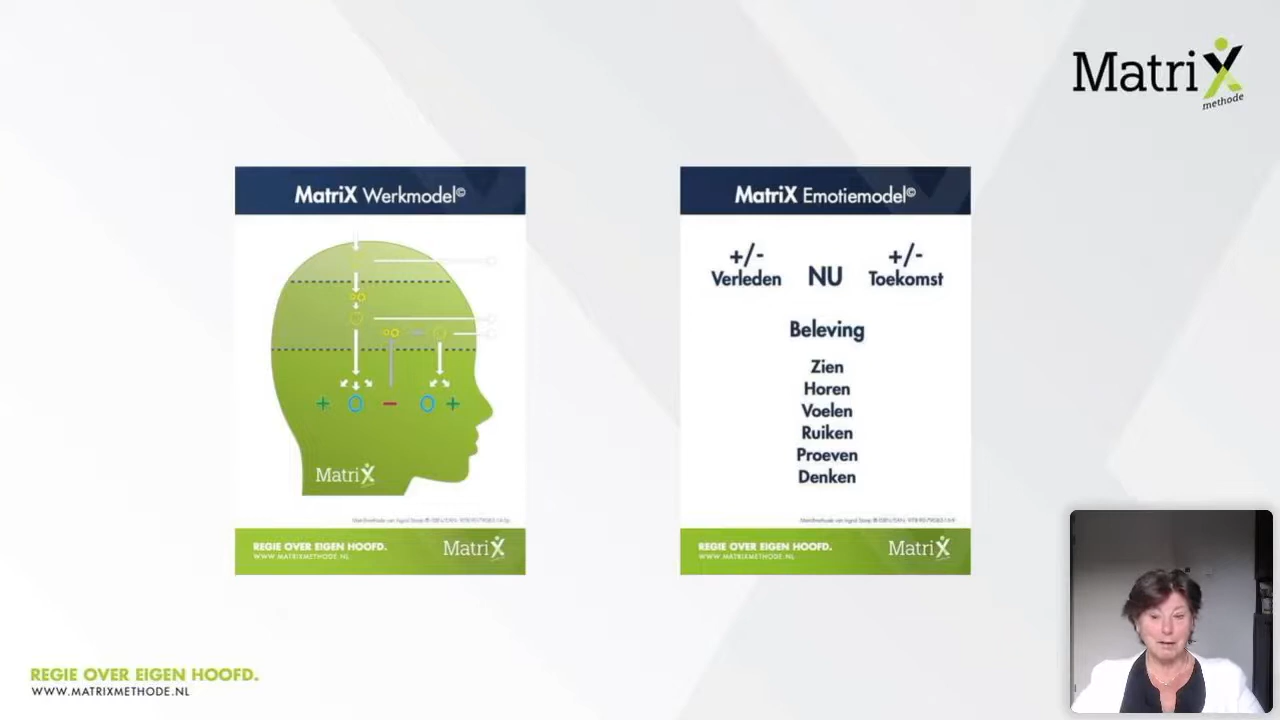 MatriX
methode
MatriX Werkmodel©
+ O − O +
MatriX
REGIE OVER EIGEN HOOFD.
WWW.MATRIXMETHODE.NL
MatriX
MatriX Emotiemodel©
+/- +/-
Verleden NU Toekomst
Beleving
Zien
Horen
Voelen
Ruiken
Proeven
Denken
REGIE OVER EIGEN HOOFD.
WWW.MATRIXMETHODE.NL
MatriX
REGIE OVER EIGEN HOOFD.
WWW.MATRIXMETHODE.NL